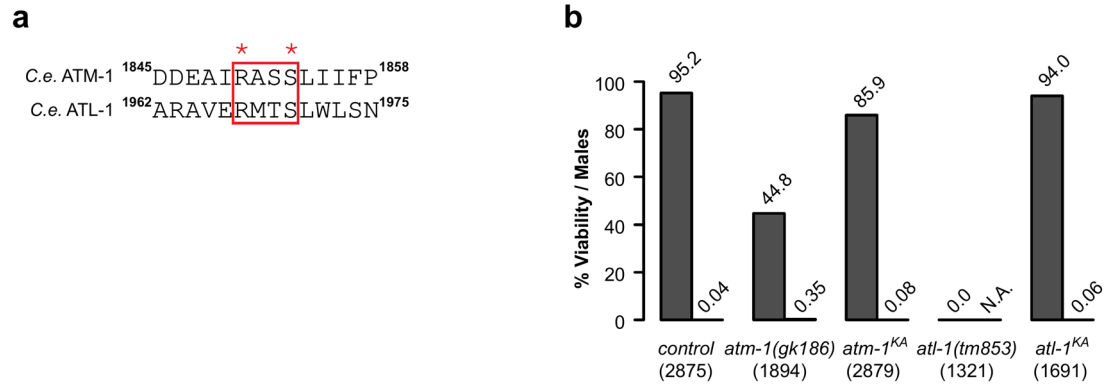 a
* *
C.e. ATM-1 1845DDEAIRASSLIIFP1858
C.e. ATL-1 1962ARAVERMTSLWLSN1975
b
% Viability / Males
100
80
60
40
20
0
95.2 0.04 44.8 0.35 85.9 0.08 0.0 N.A. 94.0 0.06
control atm-1(gk186) atm-1KA atl-1(tm853) atl-1KA
(2875) (1894) (2879) (1321) (1691)